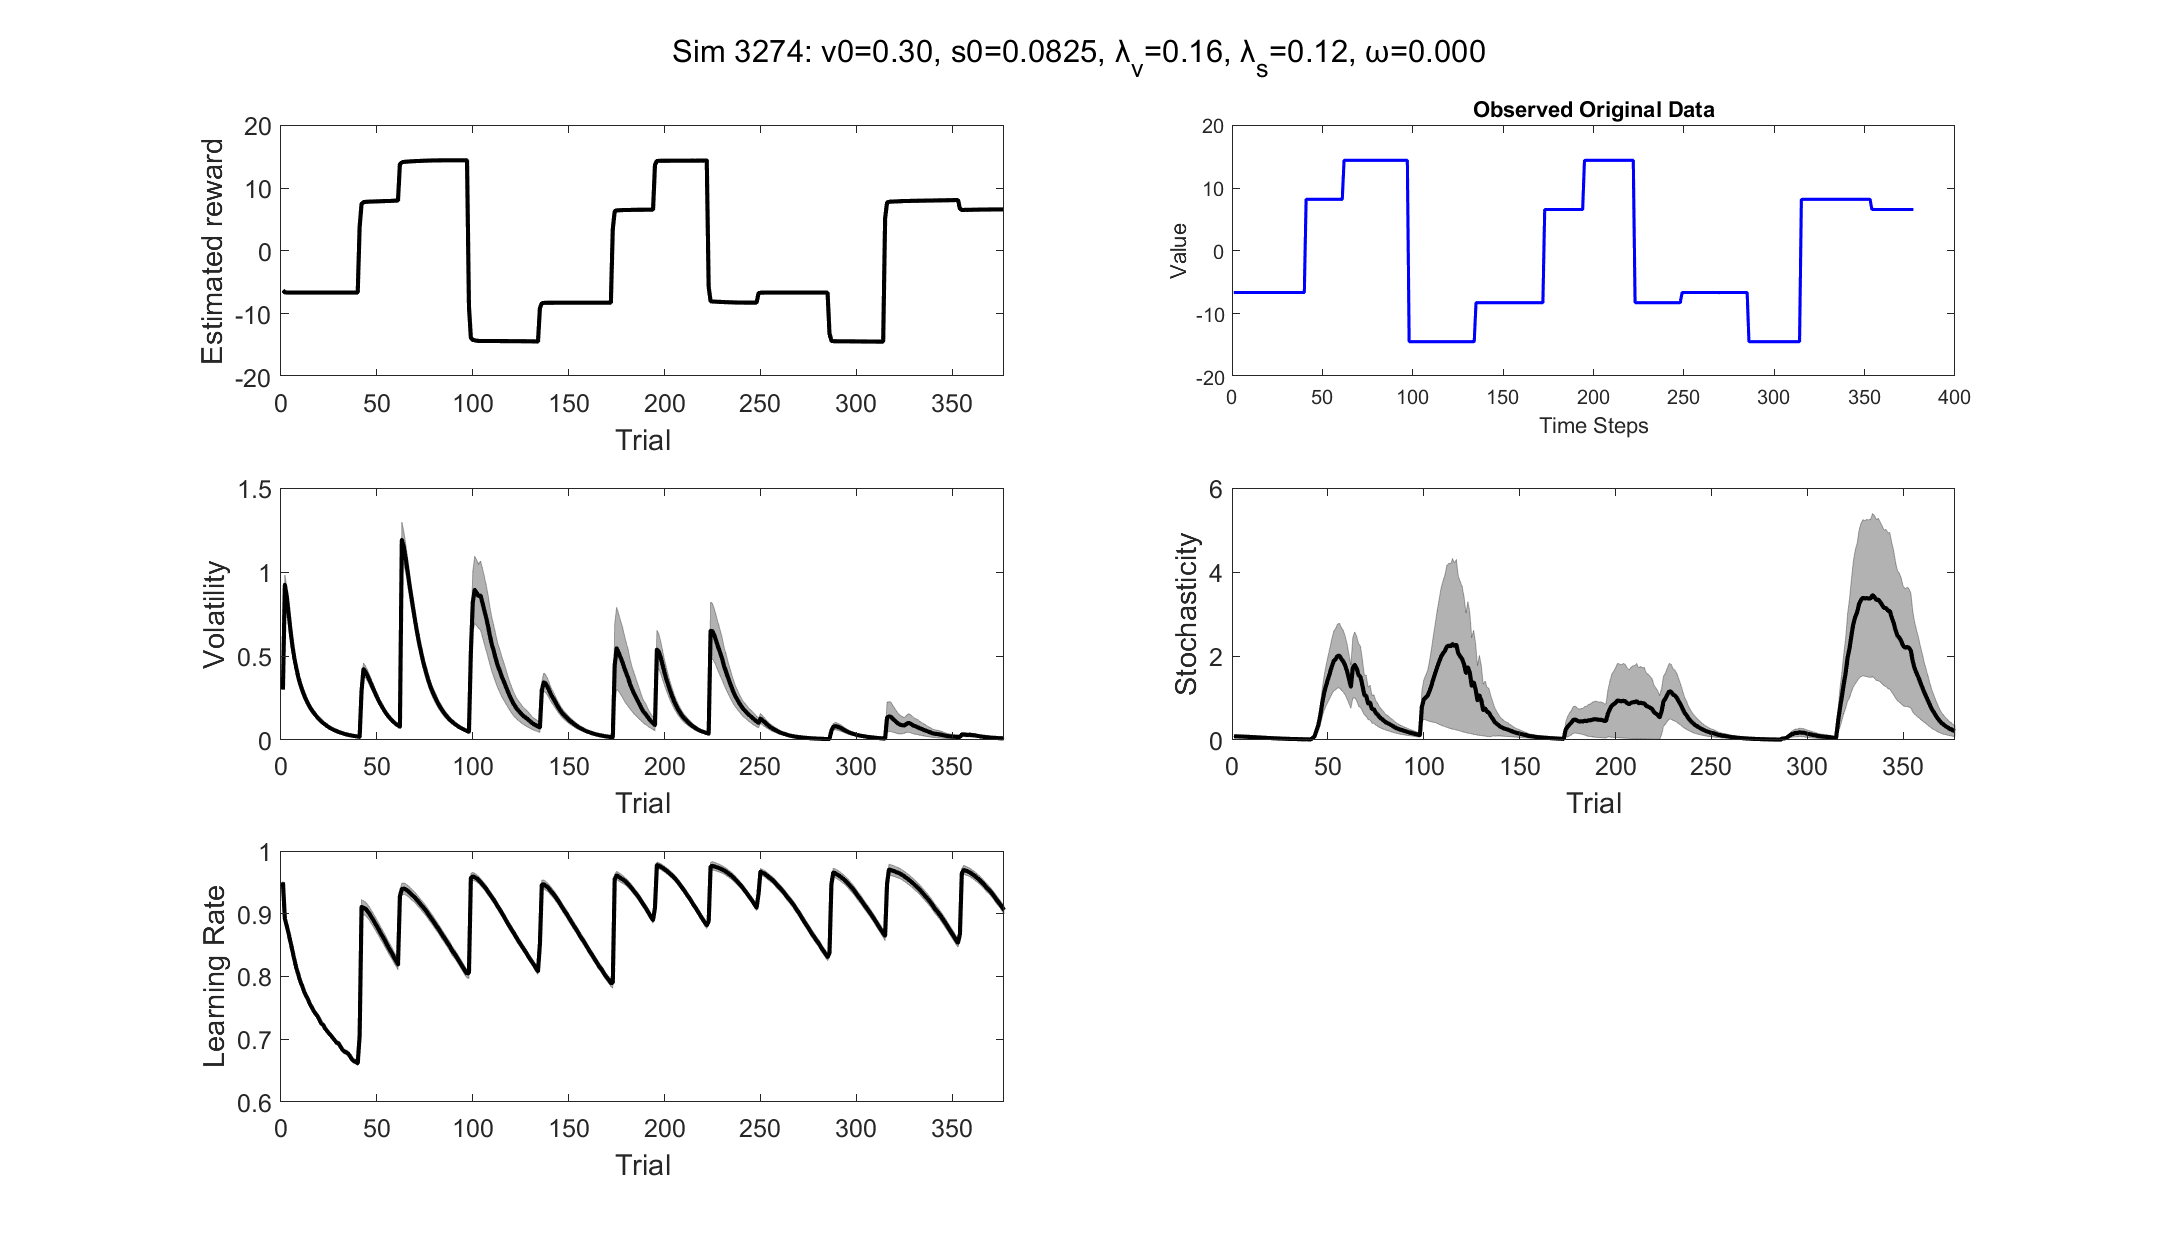 Sim 3274: v0=0.30, s0=0.0825, λ_v=0.16, λ_s=0.12, ω=0.000
20
10
0
-10
-20
Estimated reward
0 50 100 150 200 250 300 350
Trial
Observed Original Data
20
10
0
-10
-20
Value
0 50 100 150 200 250 300 350 400
Time Steps
1.5
1
0.5
0
Volatility
0 50 100 150 200 250 300 350
Trial
6
4
2
0
Stochasticity
0 50 100 150 200 250 300 350
Trial
1
0.9
0.8
0.7
0.6
Learning Rate
0 50 100 150 200 250 300 350
Trial